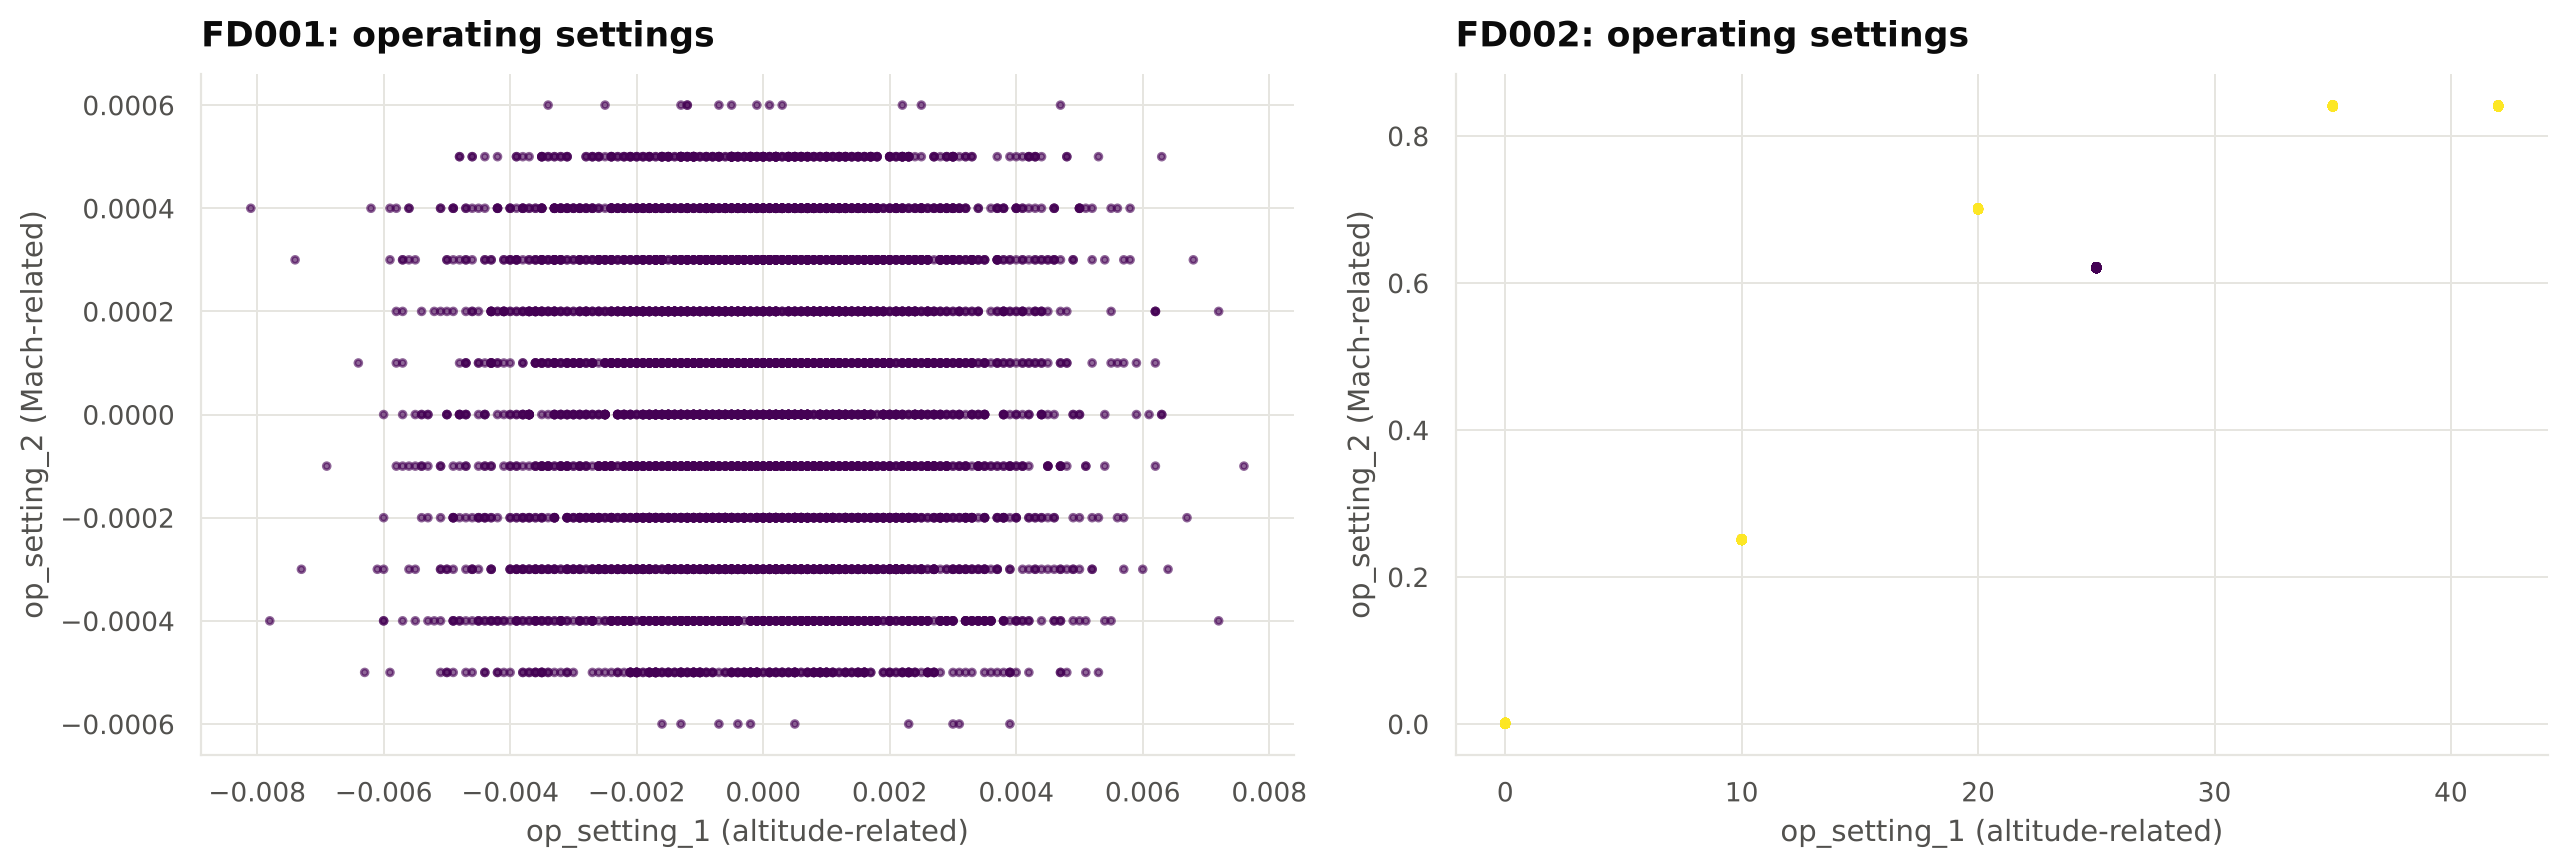 FD001: operating settings
op_setting_2 (Mach-related)
0.0006
0.0004
0.0002
0.0000
−0.0002
−0.0004
−0.0006
−0.008 −0.006 −0.004 −0.002 0.000 0.002 0.004 0.006 0.008
op_setting_1 (altitude-related)
FD002: operating settings
op_setting_2 (Mach-related)
0.8
0.6
0.4
0.2
0.0
0 10 20 30 40
op_setting_1 (altitude-related)